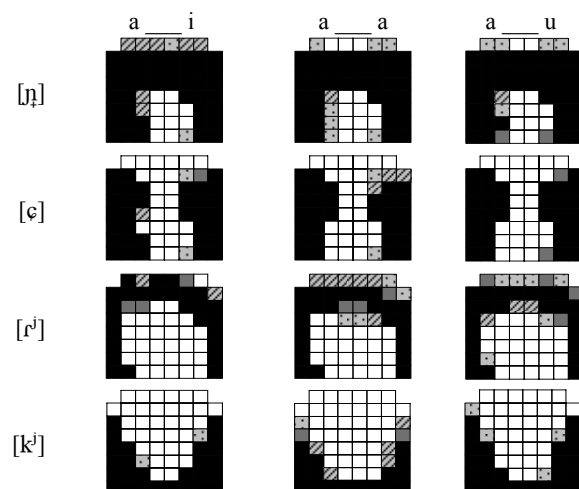 a ___ i a ___ a a ___ u
[ɲ̟]
[ɕ]
[ɾʲ]
[kʲ]